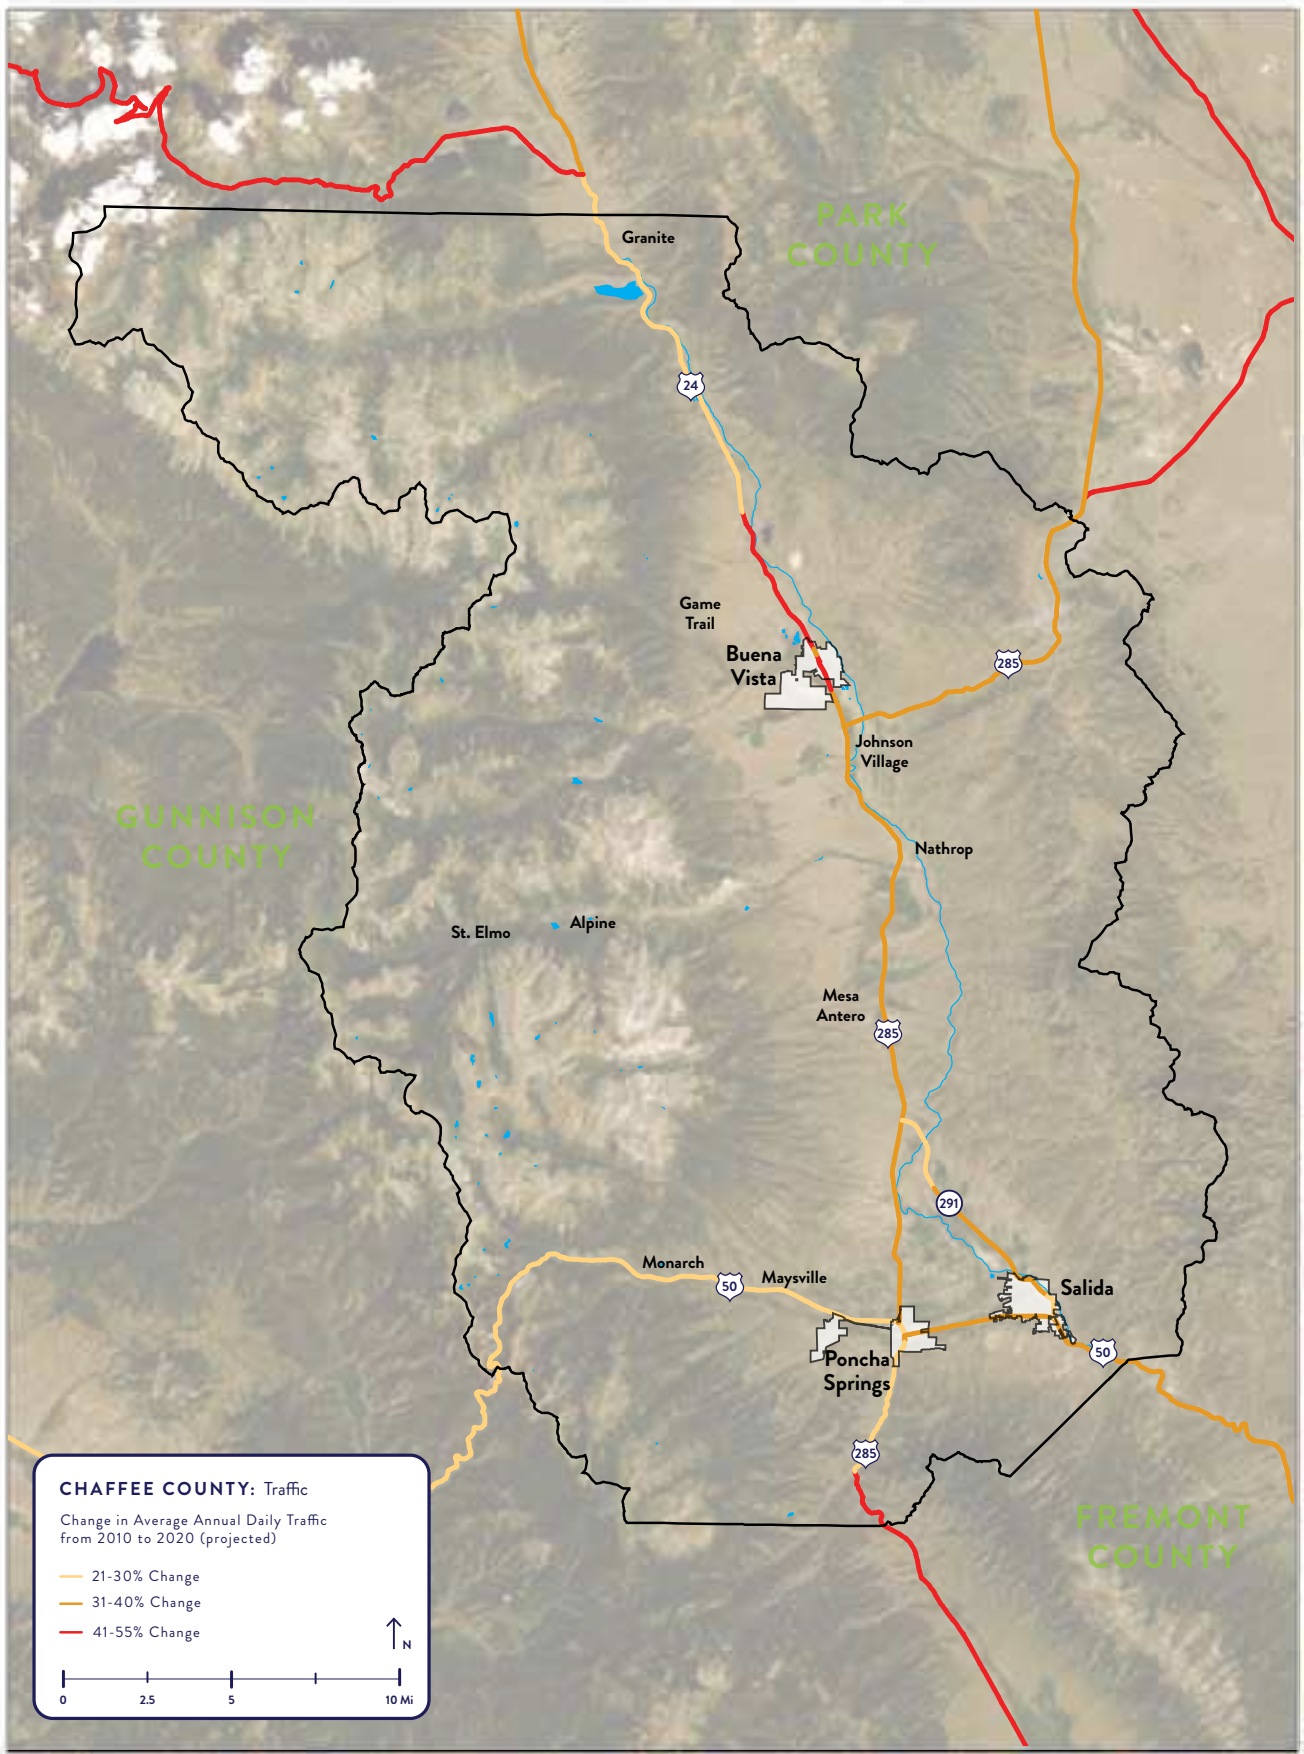 PARK
COUNTY
Granite
24
Game
Trail
Buena
Vista
285
Johnson
Village
GUNNISON
COUNTY
Nathrop
St. Elmo
Alpine
Mesa
Antero
285
291
Monarch
50
Maysville
Salida
50
Poncha
Springs
285
FREMONT
COUNTY
CHAFFEE COUNTY: Traffic
Change in Average Annual Daily Traffic
from 2010 to 2020 (projected)
21-30% Change
31-40% Change
41-55% Change
N
0 2.5 5 10 Mi